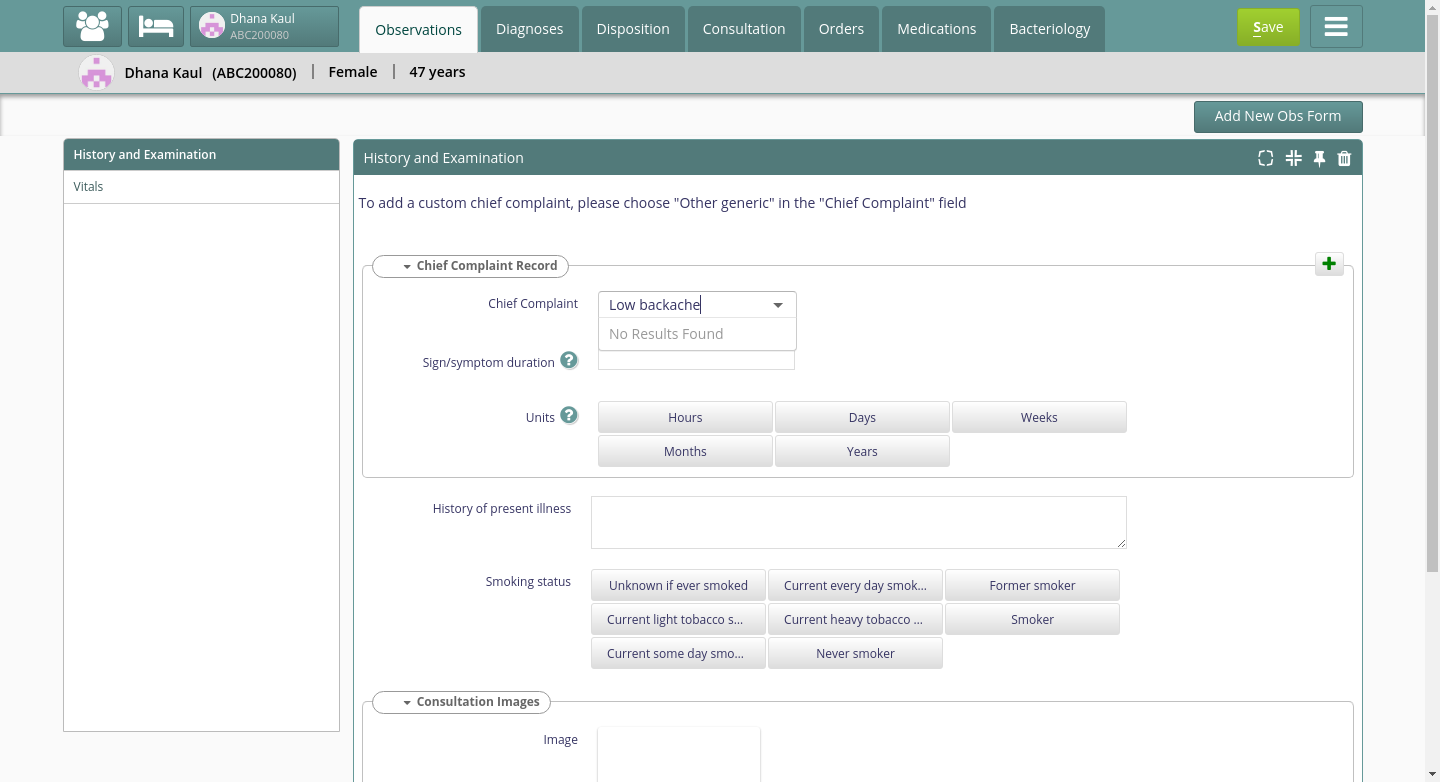 Dhana Kaul
ABC200080
Observations
Diagnoses
Disposition
Consultation
Orders
Medications
Bacteriology
Save
Dhana Kaul (ABC200080) | Female | 47 years
Add New Obs Form
History and Examination
Vitals
History and Examination
To add a custom chief complaint, please choose "Other generic" in the "Chief Complaint" field
Chief Complaint Record
Chief Complaint
Low backache
No Results Found
Sign/symptom duration ?
Units ?
Hours
Days
Weeks
Months
Years
History of present illness
Smoking status
Unknown if ever smoked
Current every day smok...
Former smoker
Current light tobacco s...
Current heavy tobacco ...
Smoker
Current some day smo...
Never smoker
Consultation Images
Image